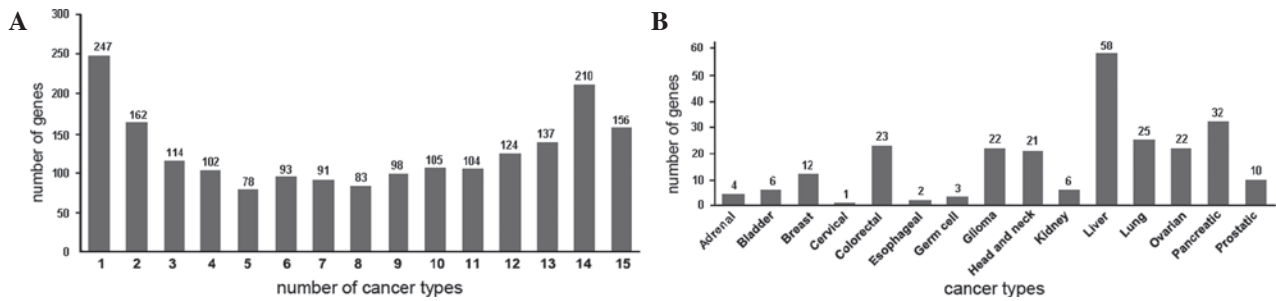 A
number of genes
300
250
200
150
100
50
0
247
162
114
102
78
93
91
83
98
105
104
124
137
210
156
1 2 3 4 5 6 7 8 9 10 11 12 13 14 15
number of cancer types
B
number of genes
60
50
40
30
20
10
0
4
6
12
1
23
2
3
22
21
6
58
25
22
32
10
Adrenal
Bladder
Breast
Cervical
Colorectal
Esophageal
Germ cell
Glioma
Head and neck
Kidney
Liver
Lung
Ovarian
Pancreatic
Prostatic
cancer types